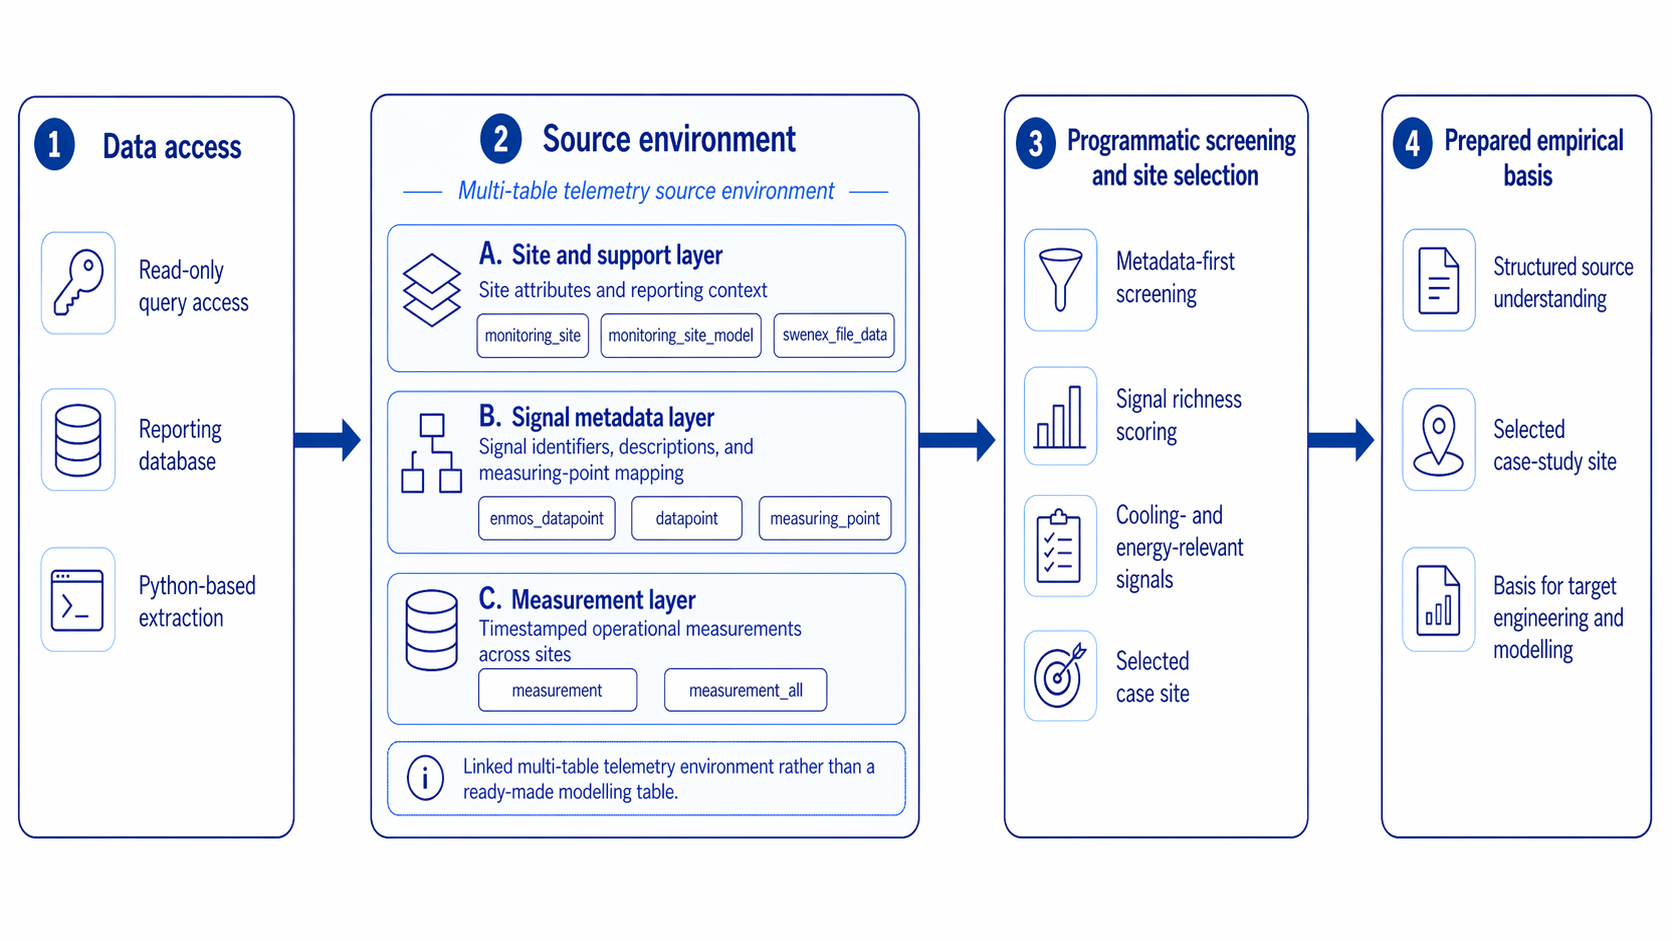 1 Data access
Read-only
query access
Reporting
database
Python-based
extraction
2 Source environment
Multi-table telemetry source environment
A. Site and support layer
Site attributes and reporting context
monitoring_site monitoring_site_model swenex_file_data
B. Signal metadata layer
Signal identifiers, descriptions, and
measuring-point mapping
enmos_datapoint datapoint measuring_point
C. Measurement layer
Timestamped operational measurements
across sites
measurement measurement_all
i Linked multi-table telemetry environment rather than a
ready-made modelling table.
3 Programmatic screening
and site selection
Metadata-first
screening
Signal richness
scoring
Cooling- and
energy-relevant
signals
Selected
case site
4 Prepared empirical
basis
Structured source
understanding
Selected
case-study site
Basis for target
engineering and
modelling